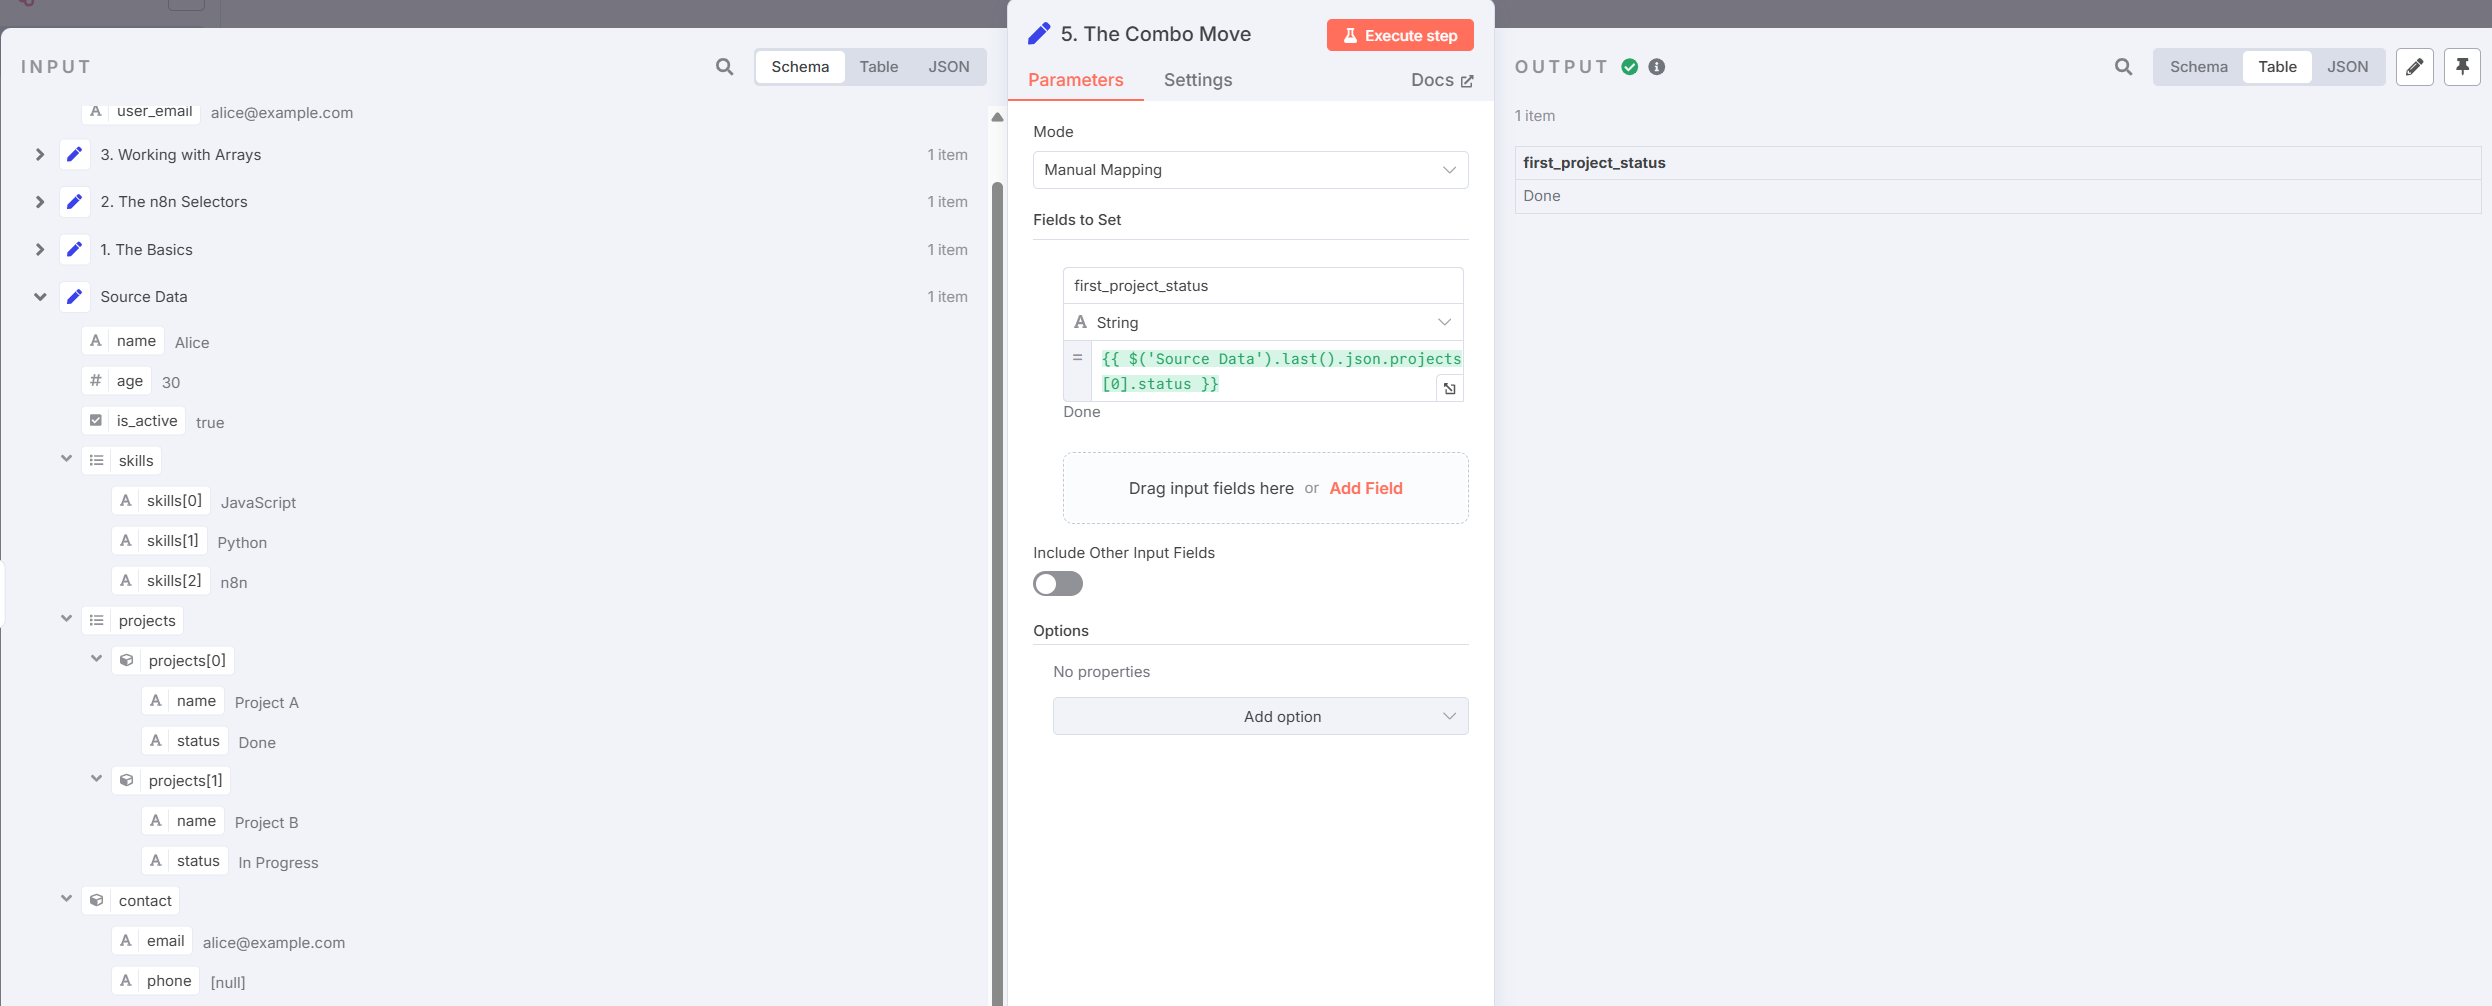 INPUT
Schema
Table
JSON
user_email
alice@example.com
3. Working with Arrays
1 item
2. The n8n Selectors
1 item
1. The Basics
1 item
Source Data
1 item
name
Alice
age
30
is_active
true
skills
skills[0]
JavaScript
skills[1]
Python
skills[2]
n8n
projects
projects[0]
name
Project A
status
Done
projects[1]
name
Project B
status
In Progress
contact
email
alice@example.com
phone
[null]
5. The Combo Move
Execute step
Parameters
Settings
Docs
Mode
Manual Mapping
Fields to Set
first_project_status
String
=
{{ $('Source Data').last().json.projects
[0].status }}
Done
Drag input fields here or Add Field
Include Other Input Fields
Options
No properties
Add option
OUTPUT
Schema
Table
JSON
1 item
first_project_status
Done